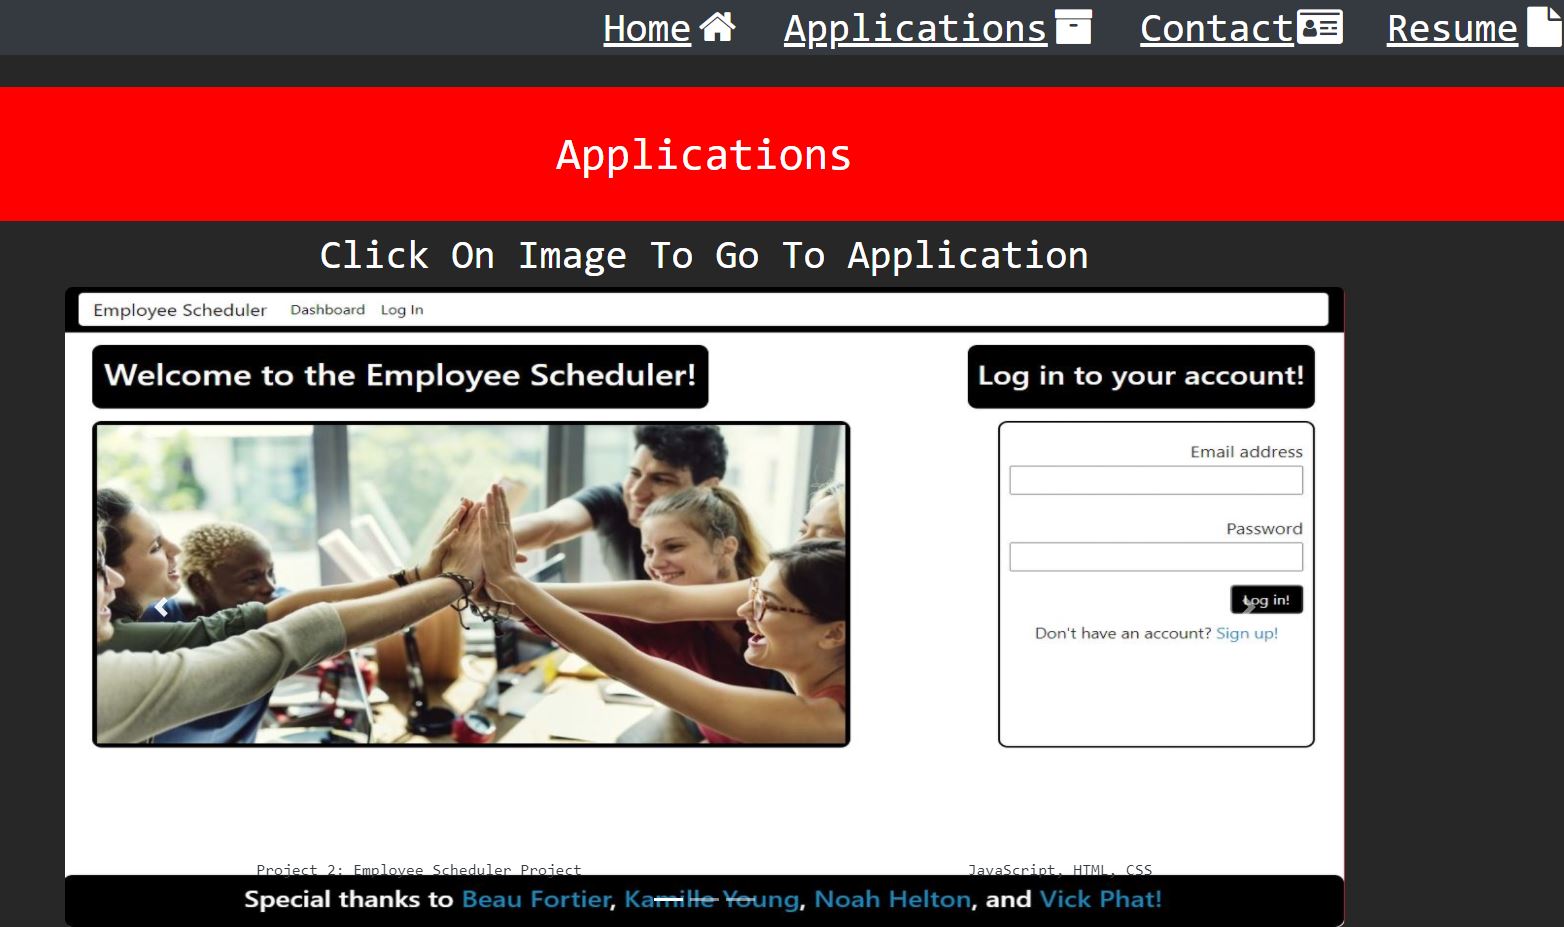 Home Applications Contact Resume
Applications
Click On Image To Go To Application
Employee Scheduler Dashboard Log In
Welcome to the Employee Scheduler!
Log in to your account!
Email address
Password
Log in!
Don't have an account? Sign up!
Project 2: Employee Scheduler Project
JavaScript, HTML, CSS
Special thanks to Beau Fortier, Kamille Young, Noah Helton, and Vick Phat!